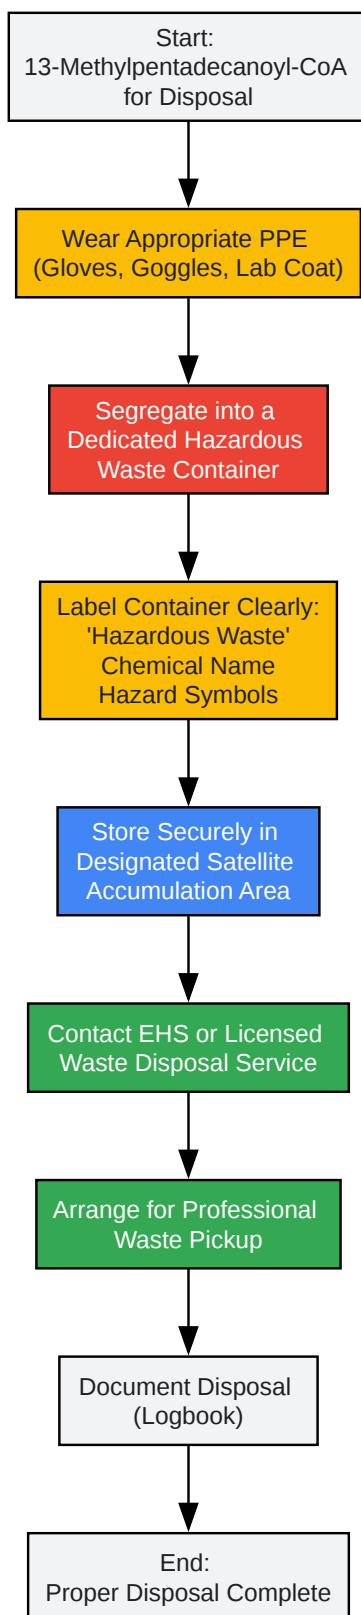 Start:
13-Methylpentadecanoyl-CoA
for Disposal
Wear Appropriate PPE
(Gloves, Goggles, Lab Coat)
Segregate into a
Dedicated Hazardous
Waste Container
Label Container Clearly:
'Hazardous Waste'
Chemical Name
Hazard Symbols
Store Securely in
Designated Satellite
Accumulation Area
Contact EHS or Licensed
Waste Disposal Service
Arrange for Professional
Waste Pickup
Document Disposal
(Logbook)
End:
Proper Disposal Complete